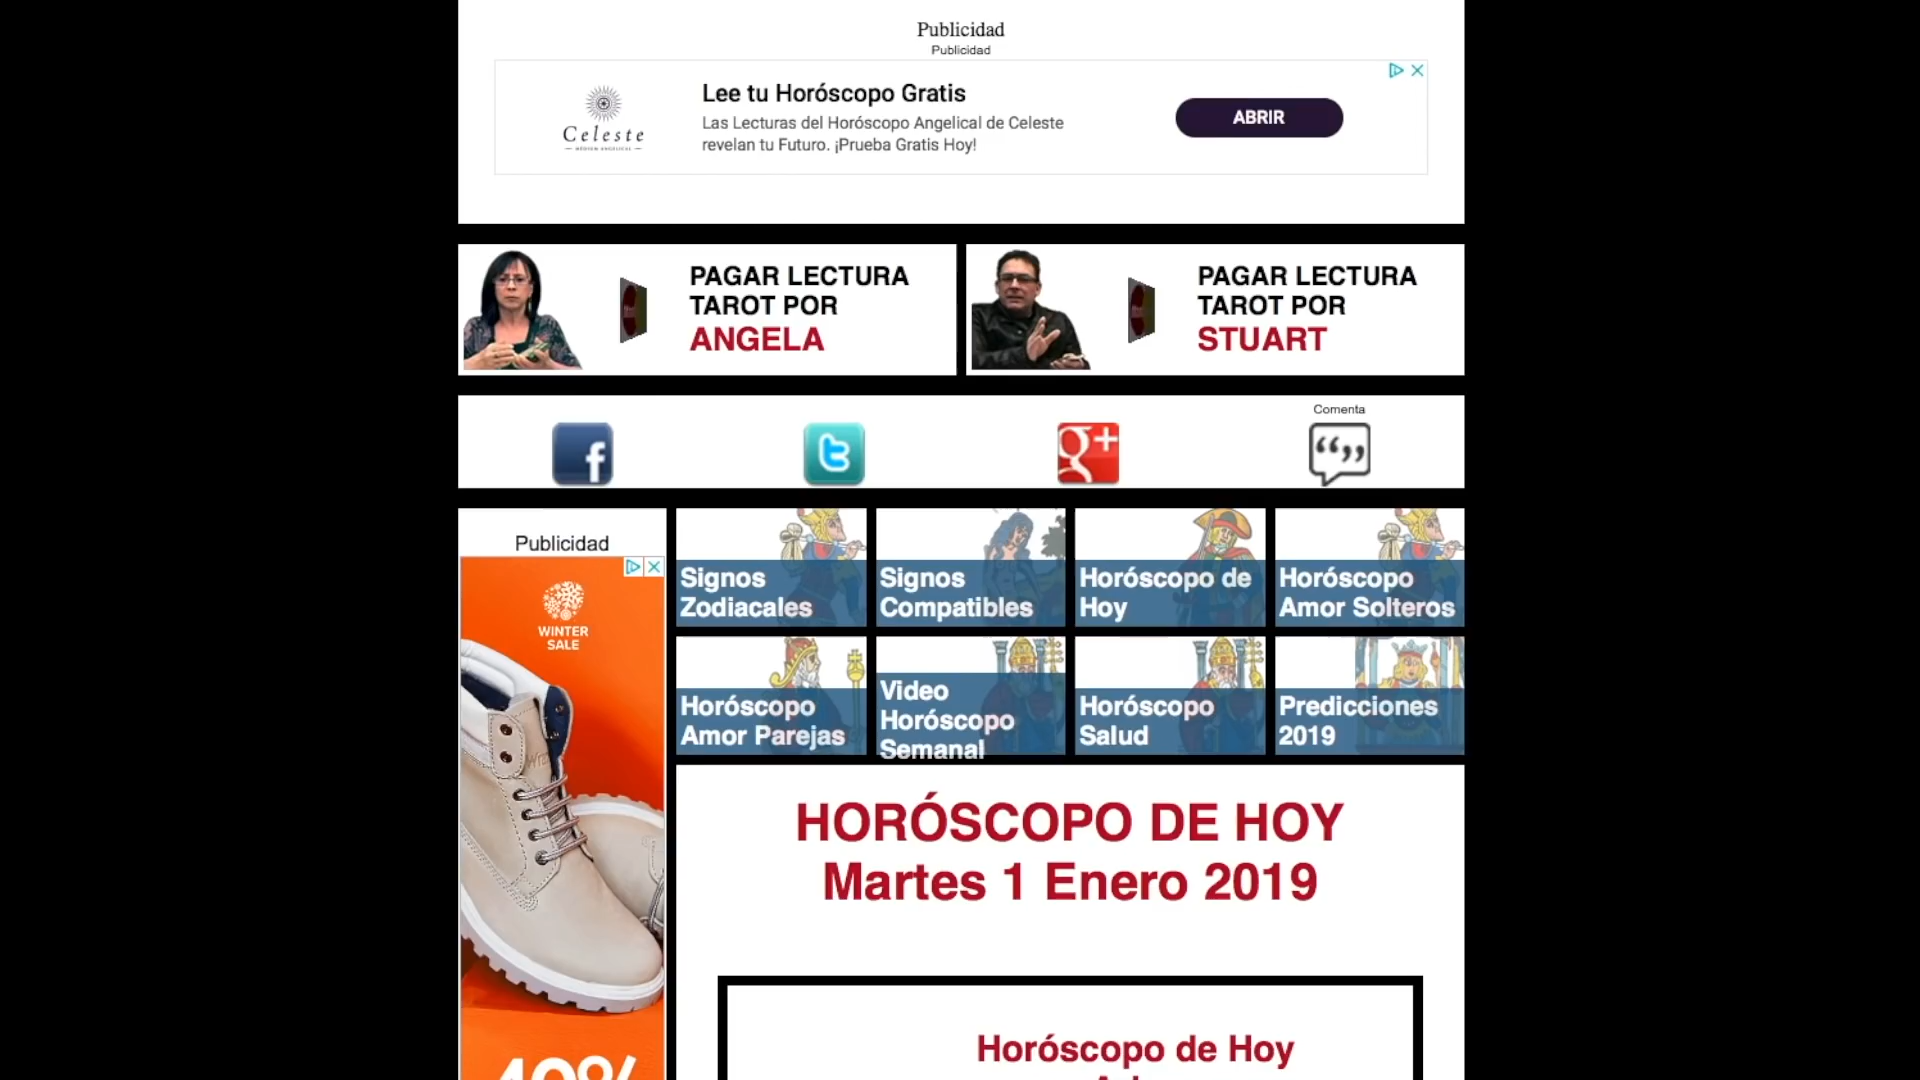 Publicidad
Publicidad
Celeste
Lee tu Horóscopo Gratis
Las Lecturas del Horóscopo Angelical de Celeste
revelan tu Futuro. ¡Prueba Gratis Hoy!
ABRIR
PAGAR LECTURA
TAROT POR
ANGELA
PAGAR LECTURA
TAROT POR
STUART
Comenta
Publicidad
WINTER
SALE
40%
Signos
Zodiacales
Signos
Compatibles
Horóscopo de
Hoy
Horóscopo
Amor Solteros
Horóscopo
Amor Parejas
Video
Horóscopo
Semanal
Horóscopo
Salud
Predicciones
2019
HORÓSCOPO DE HOY
Martes 1 Enero 2019
Horóscopo de Hoy